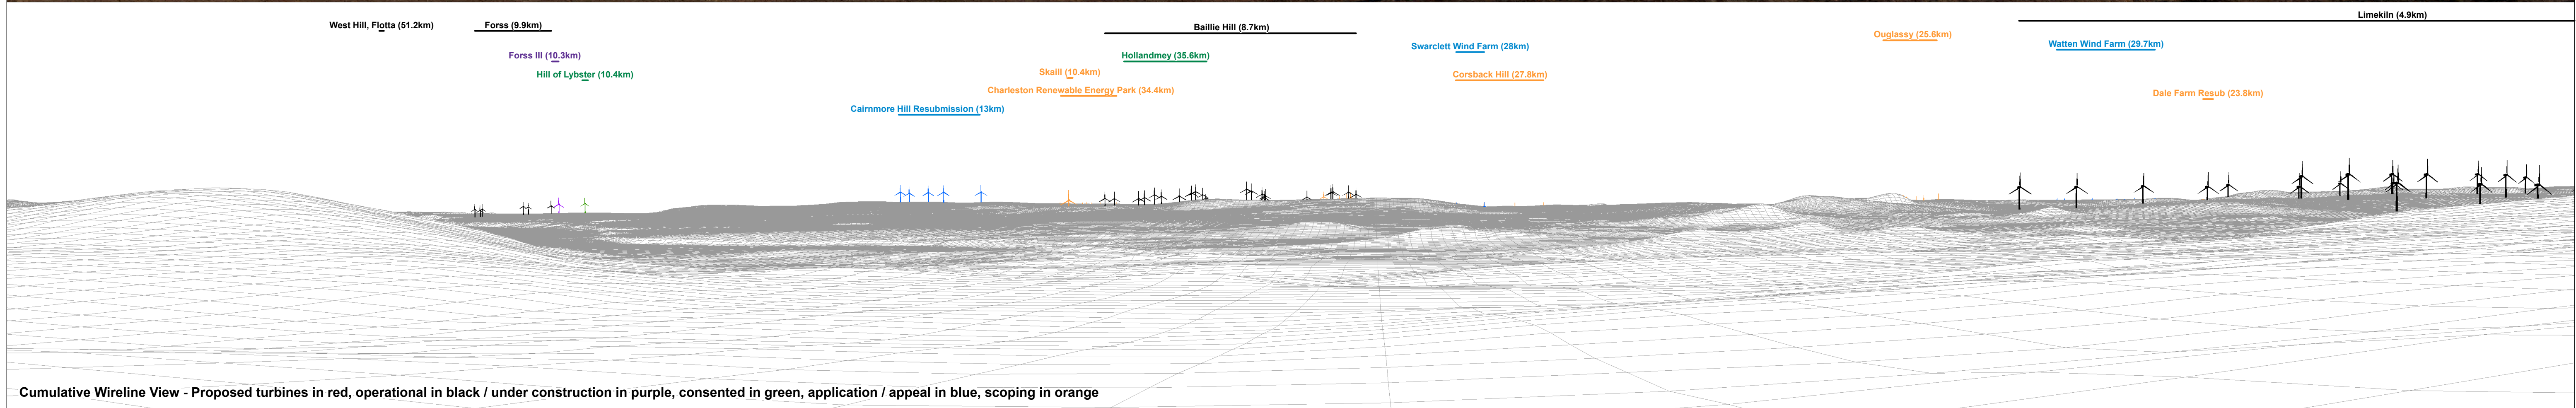 West Hill, Flotta (51.2km)
Forss (9.9km)
Baillie Hill (8.7km)
Limekiln (4.9km)
Forss III (10.3km)
Hollandmey (35.6km)
Swarclett Wind Farm (28km)
Ouglassy (25.6km)
Watten Wind Farm (29.7km)
Hill of Lybster (10.4km)
Skaill (10.4km)
Corsback Hill (27.8km)
Charleston Renewable Energy Park (34.4km)
Dale Farm Resub (23.8km)
Cairnmore Hill Resubmission (13km)
Cumulative Wireline View - Proposed turbines in red, operational in black / under construction in purple, consented in green, application / appeal in blue, scoping in orange